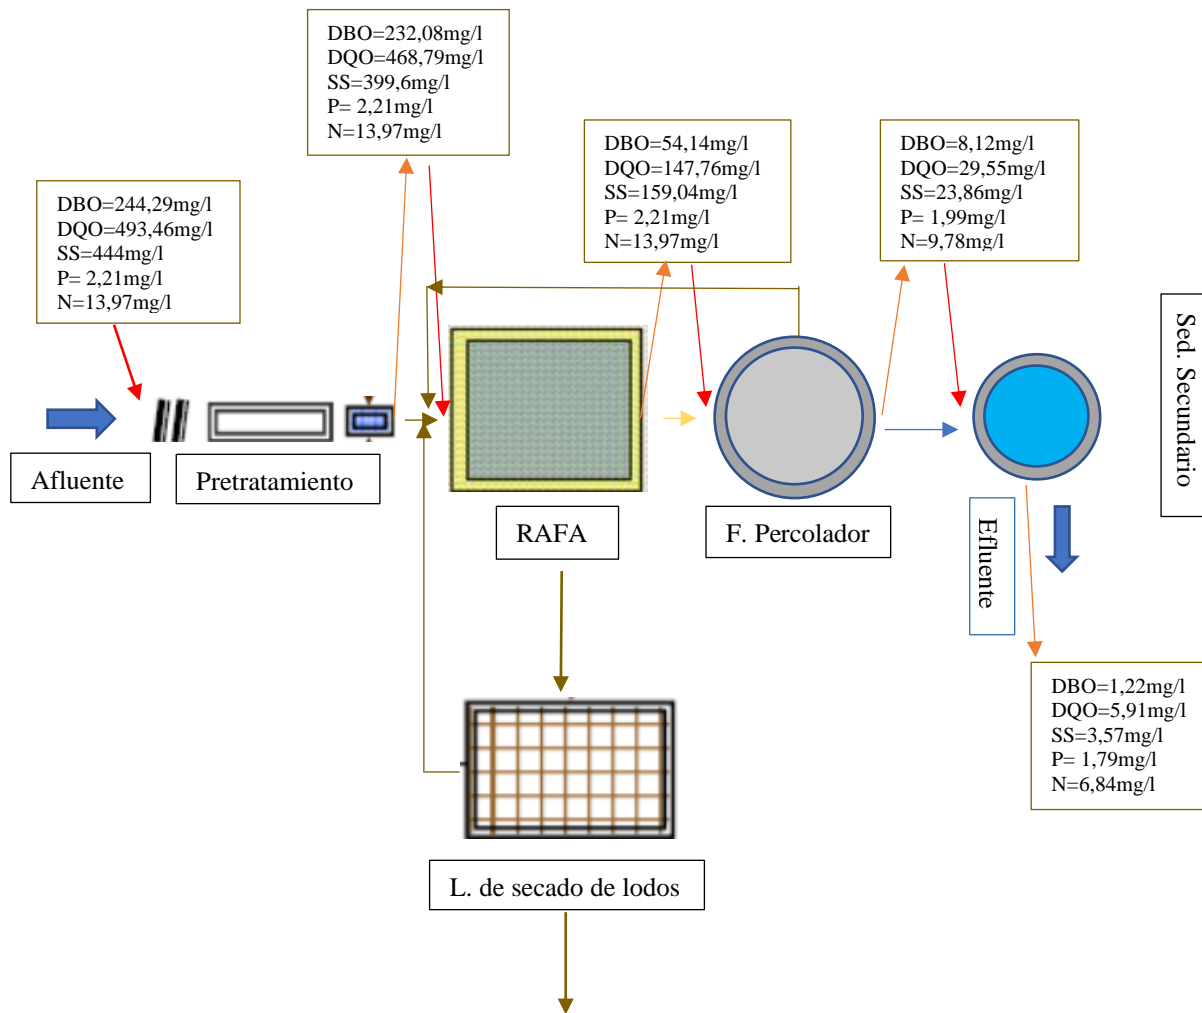 DBO=232,08mg/l
DQO=468,79mg/l
SS=399,6mg/l
P= 2,21mg/l
N=13,97mg/l
DBO=54,14mg/l
DQO=147,76mg/l
SS=159,04mg/l
P= 2,21mg/l
N=13,97mg/l
DBO=8,12mg/l
DQO=29,55mg/l
SS=23,86mg/l
P= 1,99mg/l
N=9,78mg/l
DBO=244,29mg/l
DQO=493,46mg/l
SS=444mg/l
P= 2,21mg/l
N=13,97mg/l
Sed. Secundario
Afluente
Pretratamiento
RAFA
F. Percolador
Efluente
DBO=1,22mg/l
DQO=5,91mg/l
SS=3,57mg/l
P= 1,79mg/l
N=6,84mg/l
L. de secado de lodos